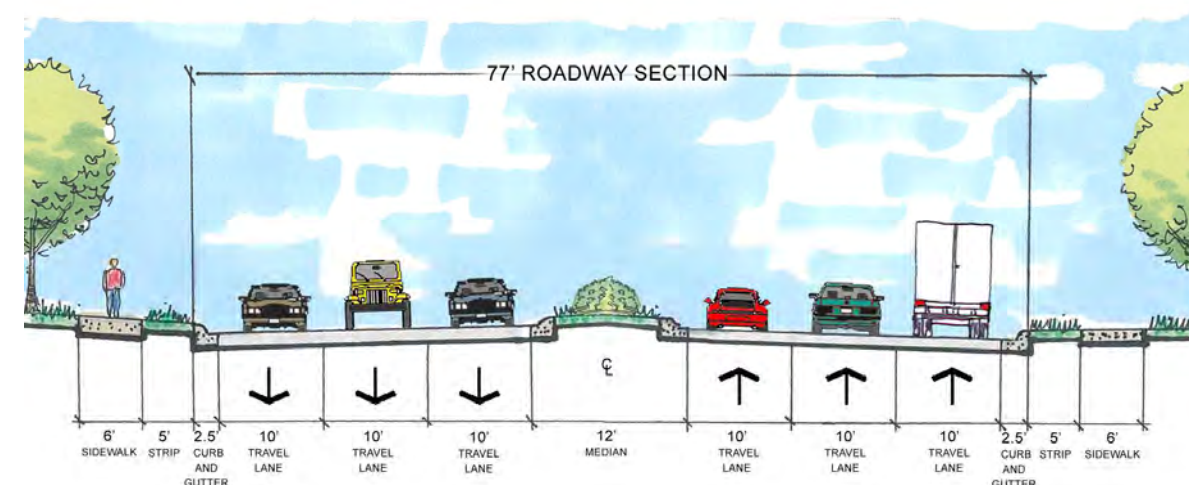 77' ROADWAY SECTION
℄
6' 5' 2.5' 10' 10' 10' 12' 10' 10' 10' 2.5' 5' 6'
SIDEWALK STRIP CURB TRAVEL TRAVEL TRAVEL MEDIAN TRAVEL TRAVEL TRAVEL CURB STRIP SIDEWALK
AND LANE LANE LANE LANE LANE LANE AND
GUTTER GUTTER